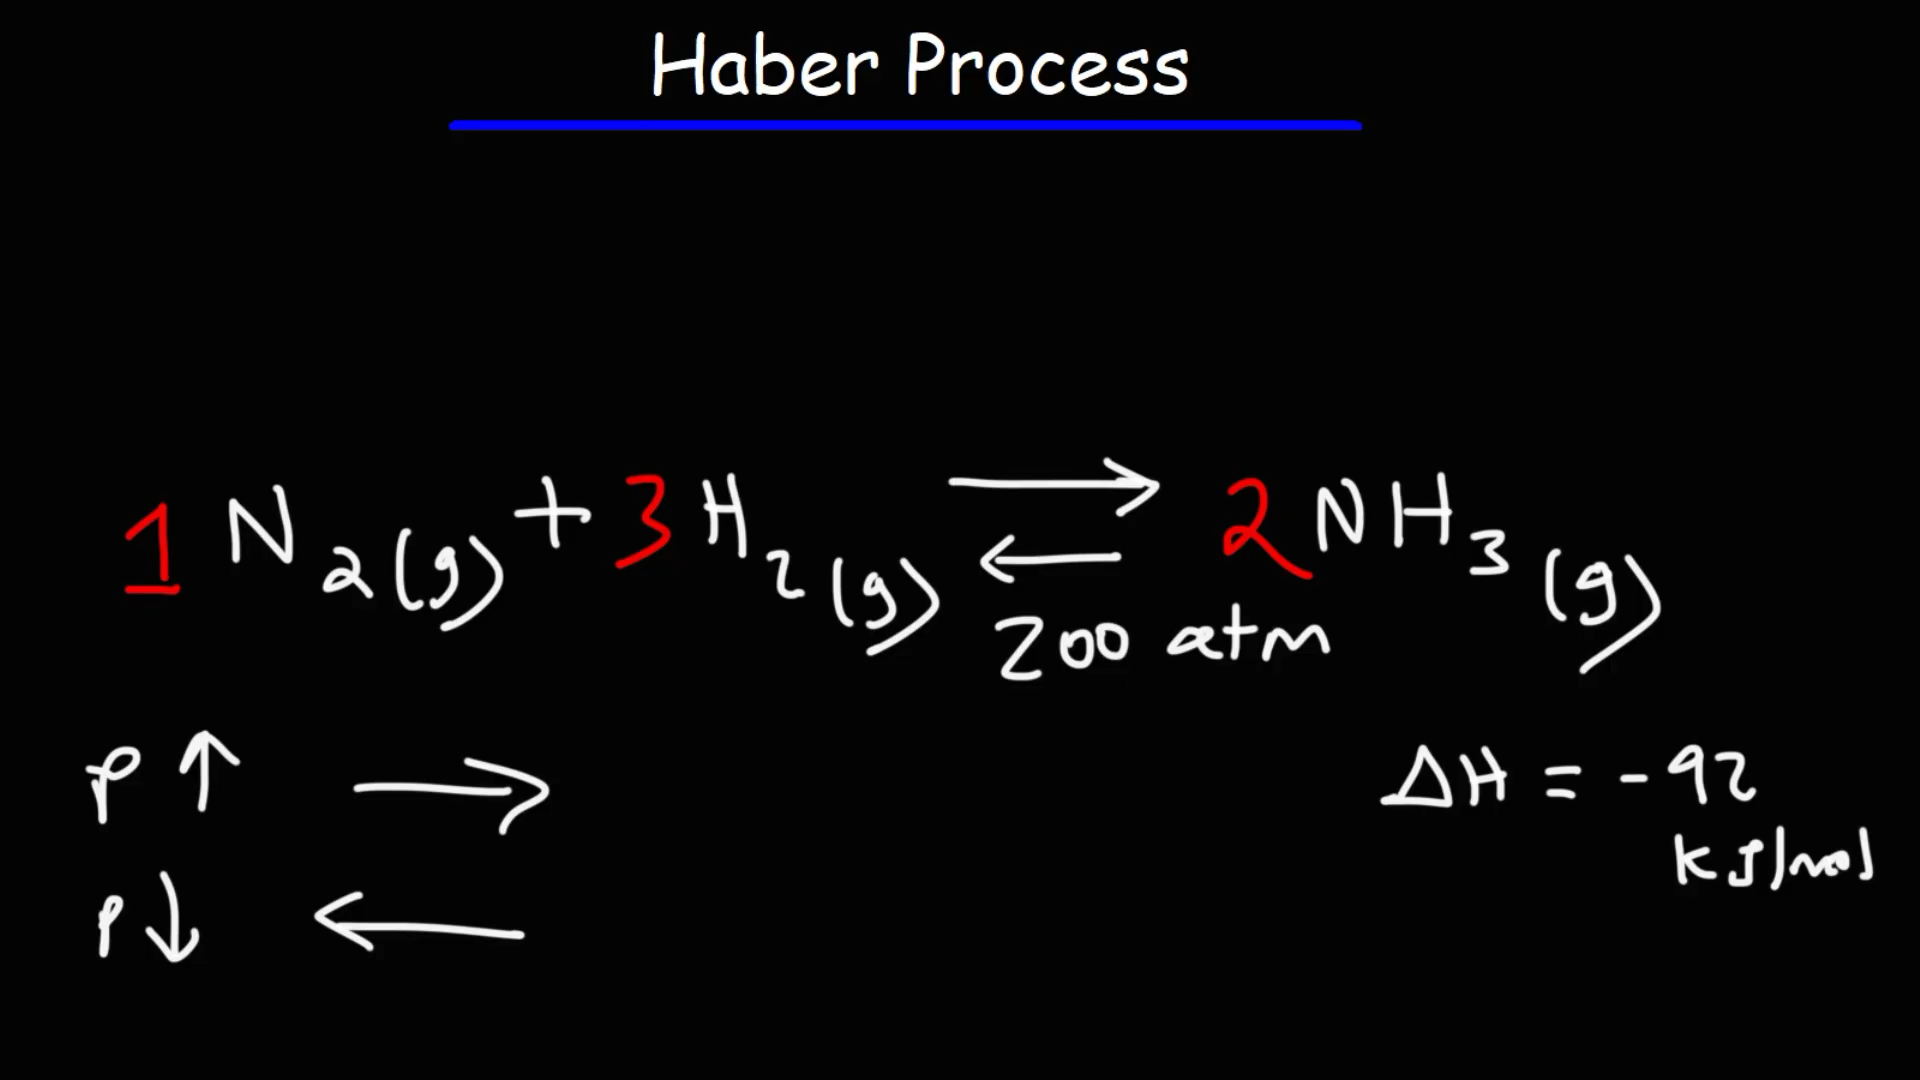 Haber Process
1 N₂(g) + 3 H₂(g) ⇌ 2 NH₃(g)
200 atm
P ↑ →
ΔH = -92
kJ/mol
P ↓ ←